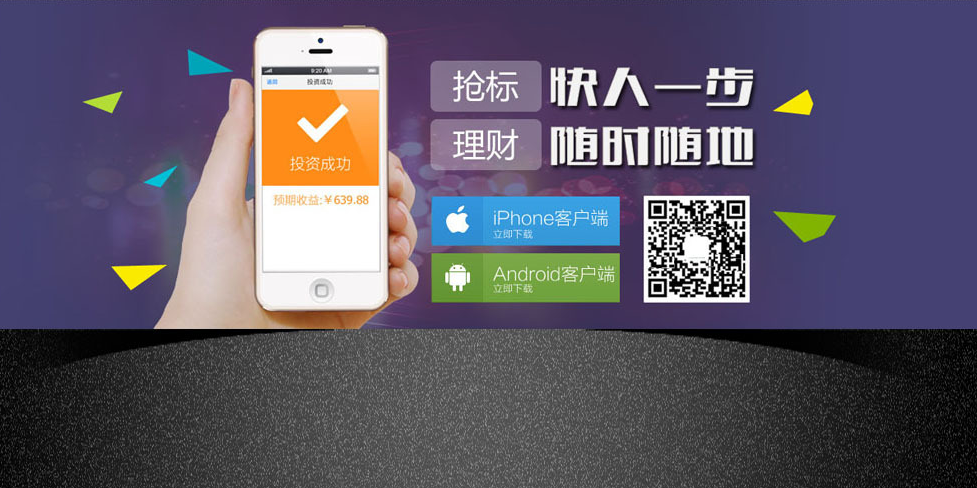 9:20 AM
返回 投资成功
投资成功
预期收益:￥639.88
抢标 快人一步
理财 随时随地
iPhone客户端
立即下载
Android客户端
立即下载